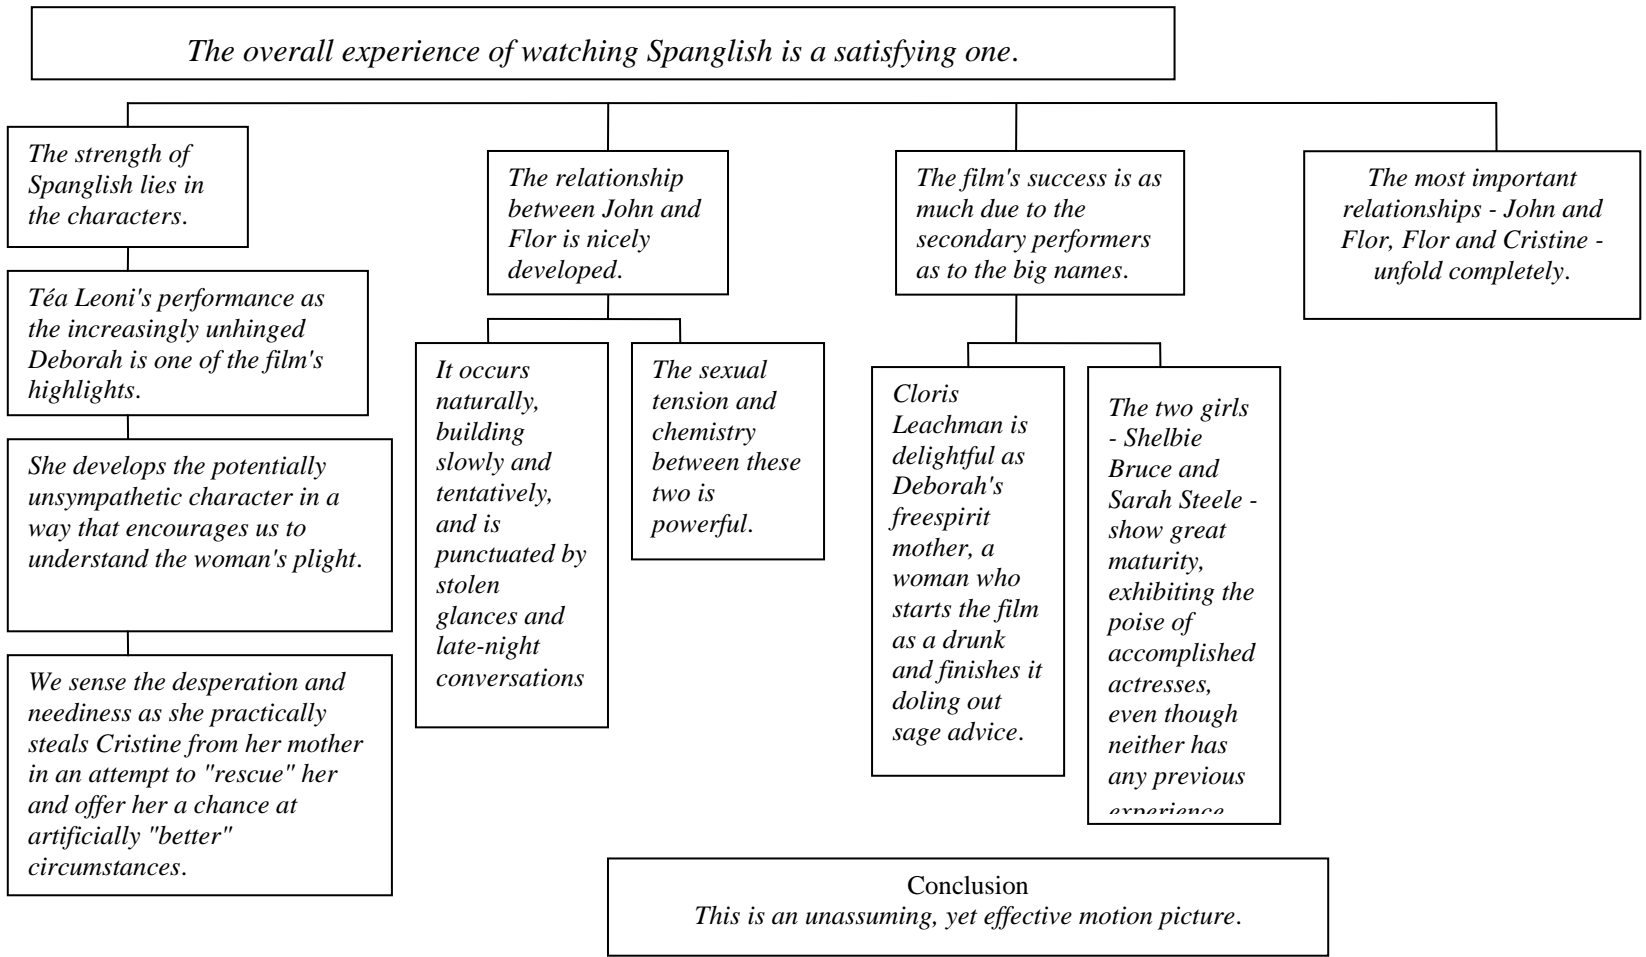 The overall experience of watching Spanglish is a satisfying one.
The strength of
Spanglish lies in
the characters.
Téa Leoni's performance as
the increasingly unhinged
Deborah is one of the film's
highlights.
She develops the potentially
unsympathetic character in a
way that encourages us to
understand the woman's plight.
We sense the desperation and
neediness as she practically
steals Cristine from her mother
in an attempt to "rescue" her
and offer her a chance at
artificially "better"
circumstances.
The relationship
between John and
Flor is nicely
developed.
It occurs
naturally,
building
slowly and
tentatively,
and is
punctuated by
stolen
glances and
late-night
conversations
The sexual
tension and
chemistry
between these
two is
powerful.
The film's success is as
much due to the
secondary performers
as to the big names.
Cloris
Leachman is
delightful as
Deborah's
freespirit
mother, a
woman who
starts the film
as a drunk
and finishes it
doling out
sage advice.
The two girls
- Shelbie
Bruce and
Sarah Steele -
show great
maturity,
exhibiting the
poise of
accomplished
actresses,
even though
neither has
any previous
experience
The most important
relationships - John and
Flor, Flor and Cristine -
unfold completely.
Conclusion
This is an unassuming, yet effective motion picture.